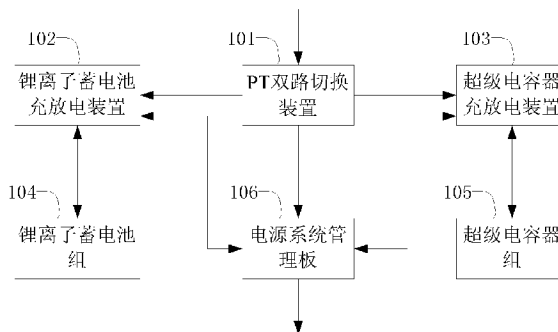 102
101
103
锂离子蓄电池
充放电装置
PT双路切换
装置
超级电容器
充放电装置
104
106
105
锂离子蓄电池
组
电源系统管
理板
超级电容器
组